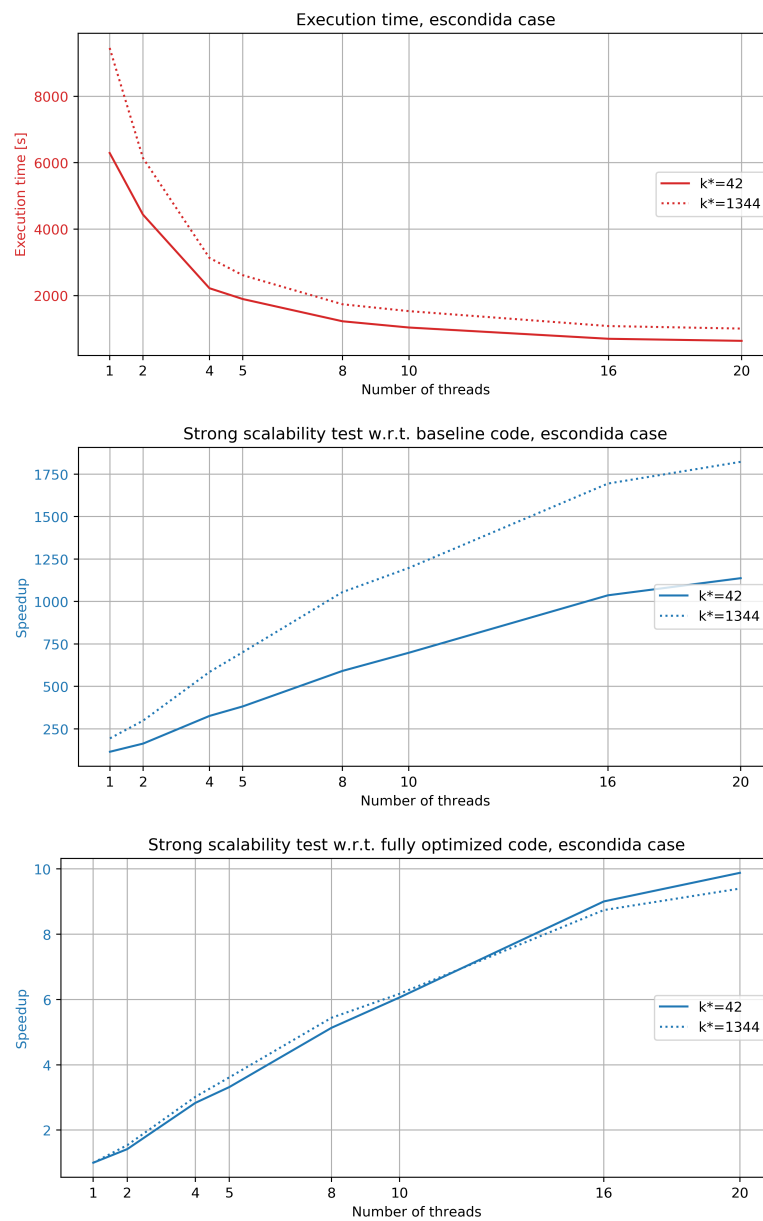 Execution time, escondida case
8000
6000
4000
2000
Execution time [s]
k*=42
k*=1344
1 2 4 5 8 10 16 20
Number of threads
Strong scalability test w.r.t. baseline code, escondida case
1750
1500
1250
1000
750
500
250
Speedup
k*=42
k*=1344
1 2 4 5 8 10 16 20
Number of threads
Strong scalability test w.r.t. fully optimized code, escondida case
10
8
6
4
2
Speedup
k*=42
k*=1344
1 2 4 5 8 10 16 20
Number of threads